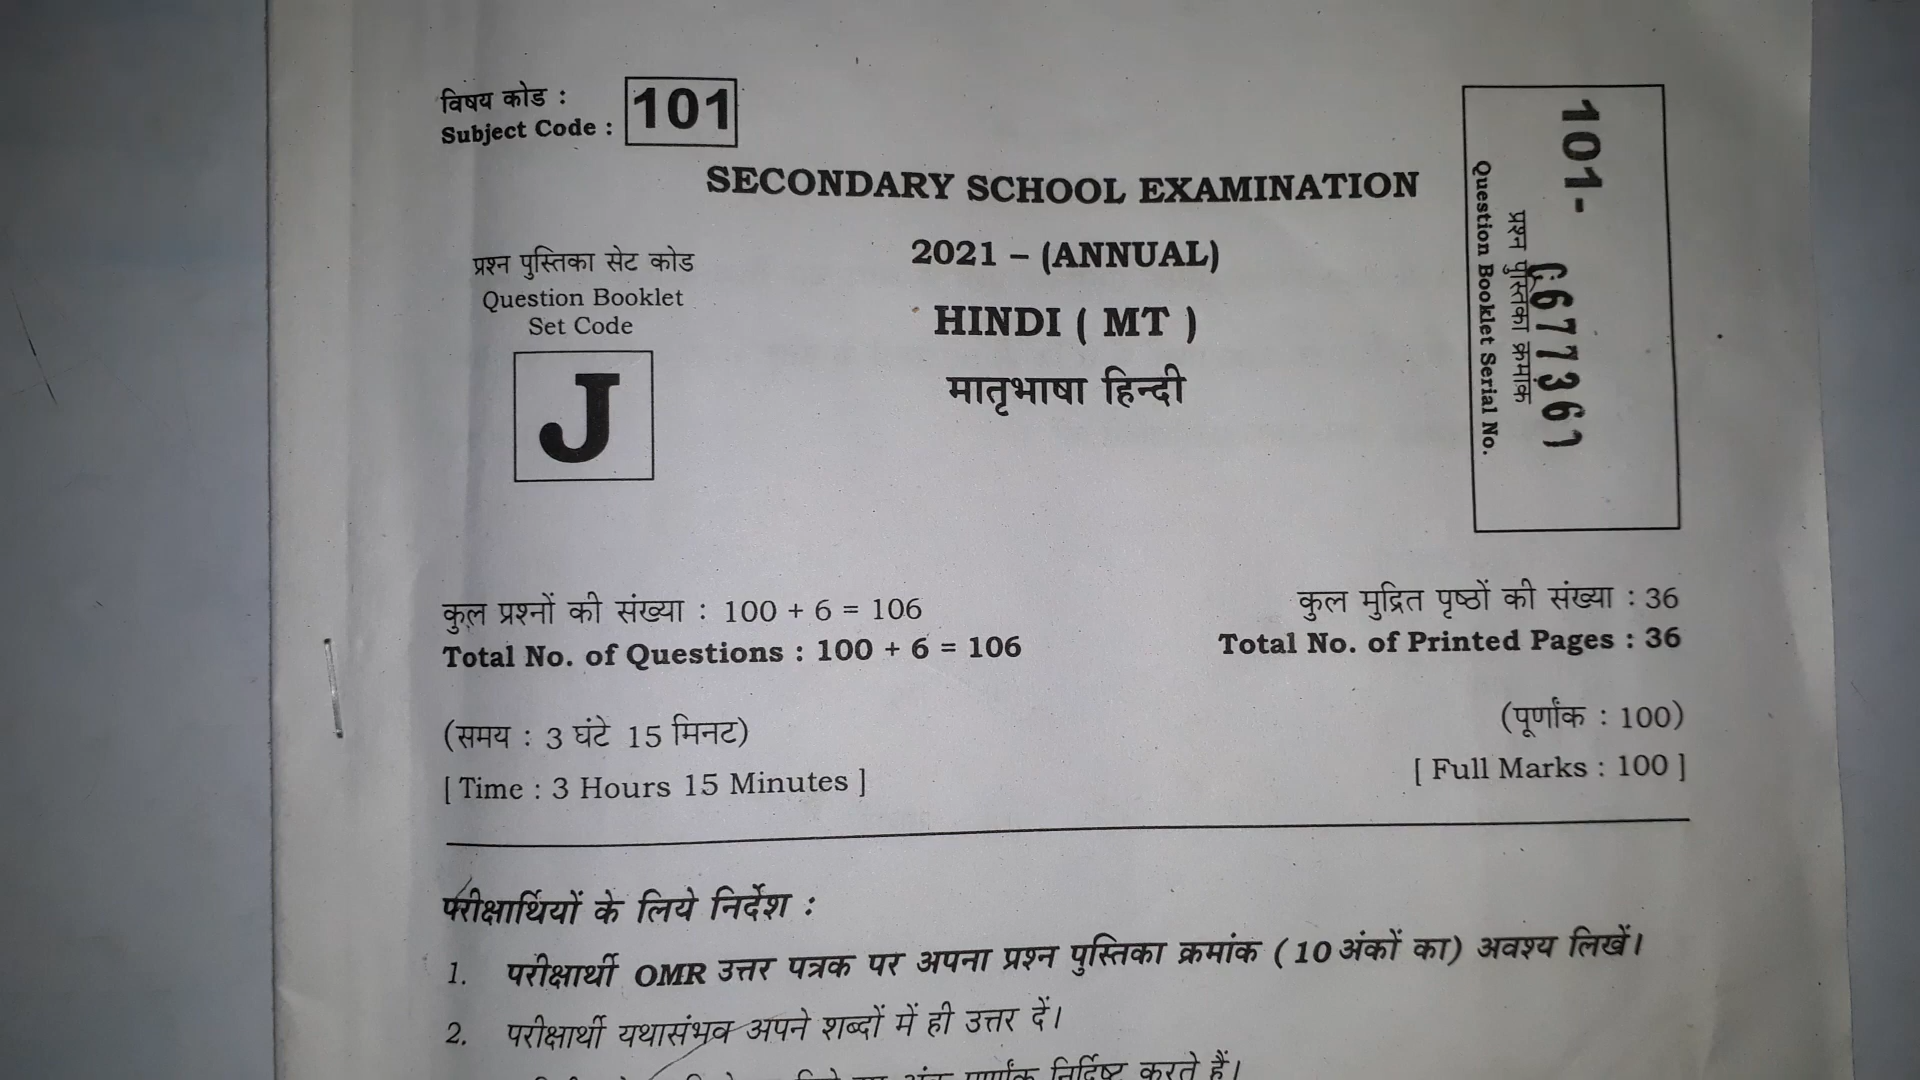 विषय कोड :
Subject Code :
101
SECONDARY SCHOOL EXAMINATION
2021 – (ANNUAL)
HINDI ( MT )
मातृभाषा हिन्दी
प्रश्न पुस्तिका सेट कोड
Question Booklet
Set Code
J
101-
प्रश्न पुस्तिका क्रमांक
Question Booklet Serial No.
कुल प्रश्नों की संख्या : 100 + 6 = 106
Total No. of Questions : 100 + 6 = 106
कुल मुद्रित पृष्ठों की संख्या : 36
Total No. of Printed Pages : 36
(समय : 3 घंटे 15 मिनट)
[ Time : 3 Hours 15 Minutes ]
(पूर्णांक : 100)
[ Full Marks : 100 ]
परीक्षार्थियों के लिये निर्देश :
1. परीक्षार्थी OMR उत्तर पत्रक पर अपना प्रश्न पुस्तिका क्रमांक ( 10 अंकों का) अवश्य लिखें।
2. परीक्षार्थी यथासंभव अपने शब्दों में ही उत्तर दें।
पूर्णांक निर्दिष्ट करते हैं।